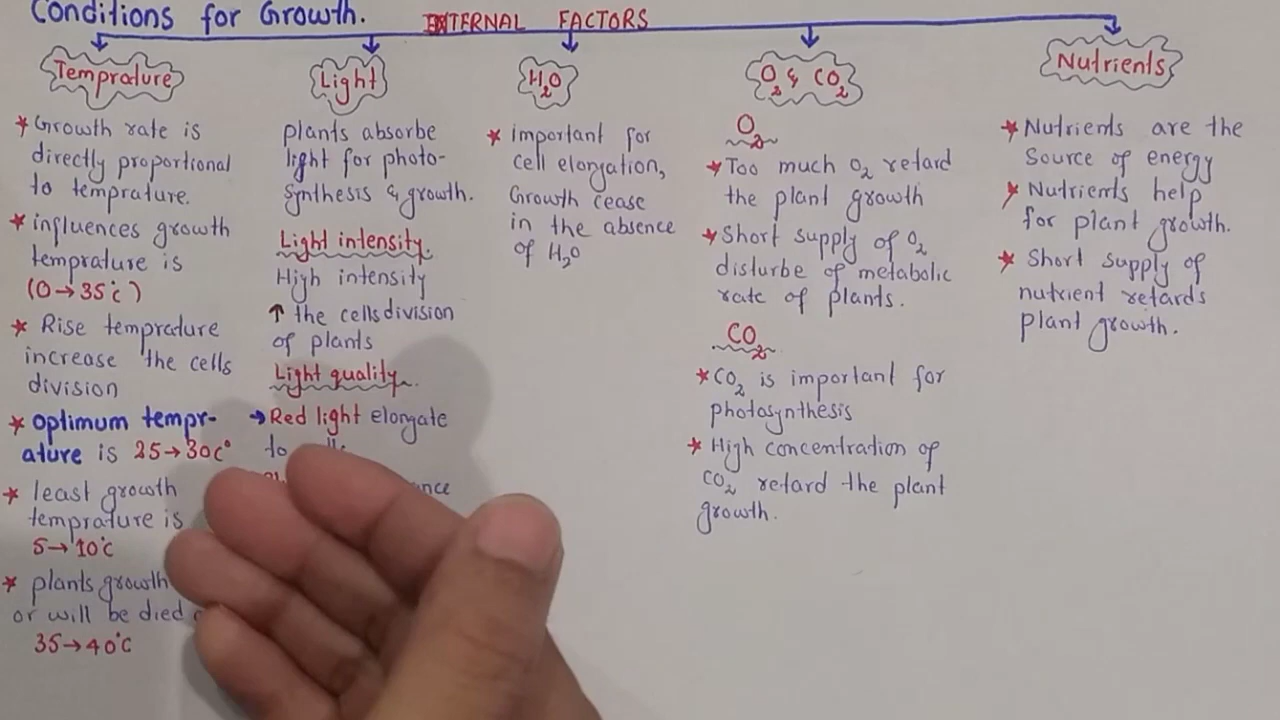 Conditions for Growth.
EXTERNAL FACTORS
Temprature
* Growth rate is
directly proportional
to temprature.
* influences growth
temprature is
(0→35°c)
* Rise temprature
increase the cells
division
* optimum tempr-
ature is 25→30c°
* least growth
temprature is
5→10°c
* plants growth
or will be died
35→40°c
Light
plants absorbe
light for photo-
synthesis & growth.
Light intensity.
High intensity
↑ the cells division
of plants
Light quality.
→ Red light elongate
to
H₂O
* important for
cell elongation,
Growth cease
in the absence
of H₂O
O₂ & CO₂
O₂
* Too much O₂ retard
the plant growth
* Short supply of O₂
disturbe of metabolic
rate of plants.
CO₂
* CO₂ is important for
photosynthesis
* High concentration of
CO₂ retard the plant
growth.
Nutrients
* Nutrients are the
Source of energy
* Nutrients help
for plant growth.
* Short supply of
nutrient retards
plant growth.